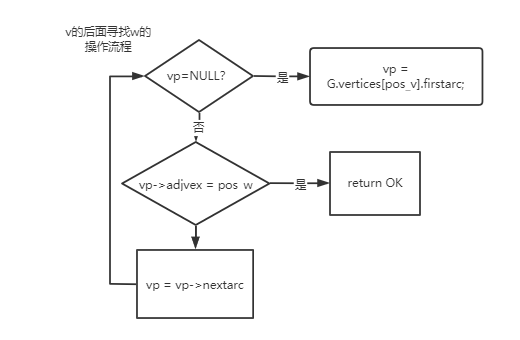 v的后面寻找w的
操作流程
vp=NULL?
是
vp =
G.vertices[pos_v].firstarc;
否
vp->adjvex = pos_w
是
return OK
vp = vp->nextarc